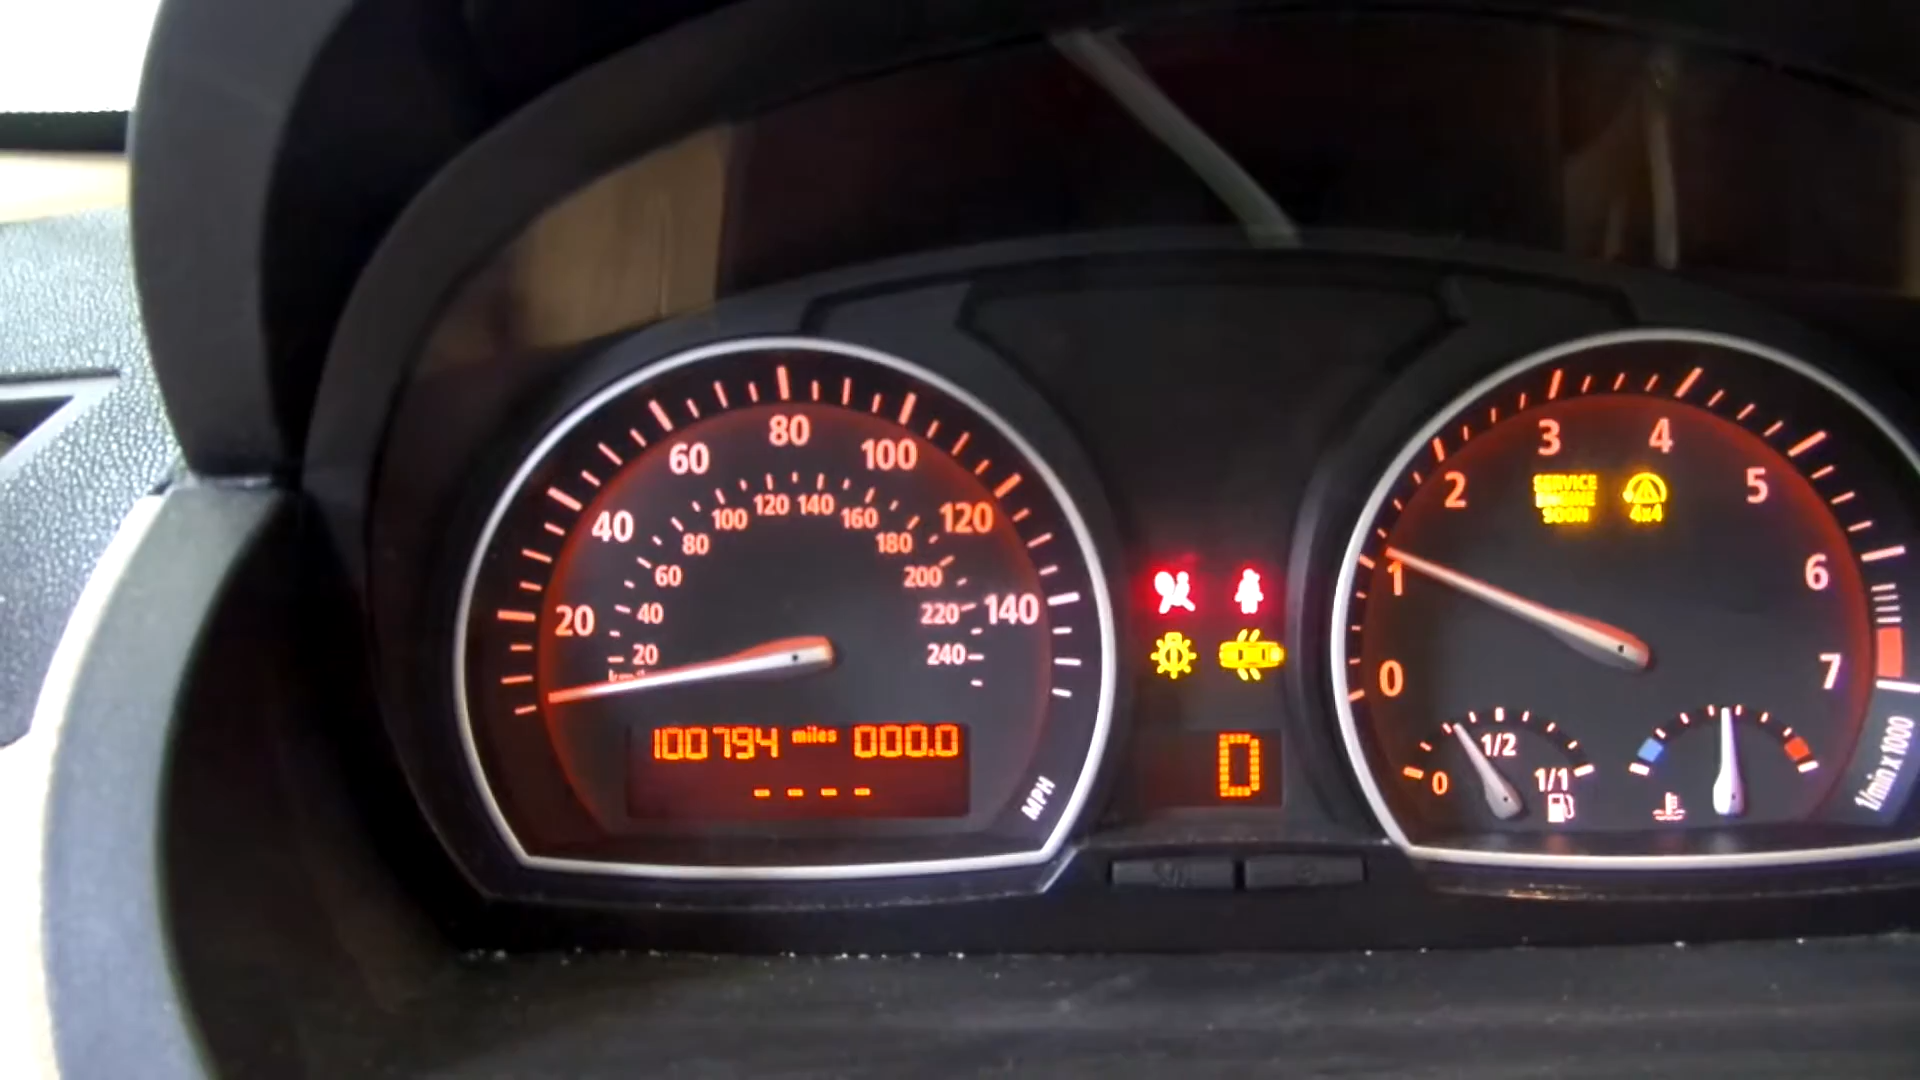 20 40 60 80 100 120 140
20 40 60 80 100 120 140 160 180 200 220 240
100794 miles 000.0
- - - -
MPH
0
0 1 2 3 4 5 6 7
SERVICE
ENGINE
SOON
4x4
0 1/2 1/1
1/min x 1000